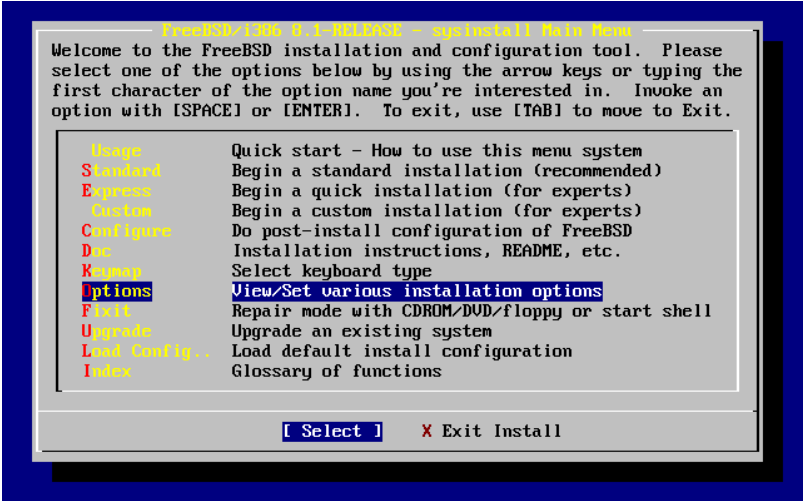 FreeBSD/i386 8.1-RELEASE - sysinstall Main Menu
Welcome to the FreeBSD installation and configuration tool.  Please
select one of the options below by using the arrow keys or typing the
first character of the option name you're interested in.  Invoke an
option with [SPACE] or [ENTER].  To exit, use [TAB] to move to Exit.
Usage Quick start - How to use this menu system
Standard Begin a standard installation (recommended)
Express Begin a quick installation (for experts)
Custom Begin a custom installation (for experts)
Configure Do post-install configuration of FreeBSD
Doc Installation instructions, README, etc.
Keymap Select keyboard type
Options View/Set various installation options
Fixit Repair mode with CDROM/DVD/floppy or start shell
Upgrade Upgrade an existing system
Load Config.. Load default install configuration
Index Glossary of functions
[ Select ] X Exit Install